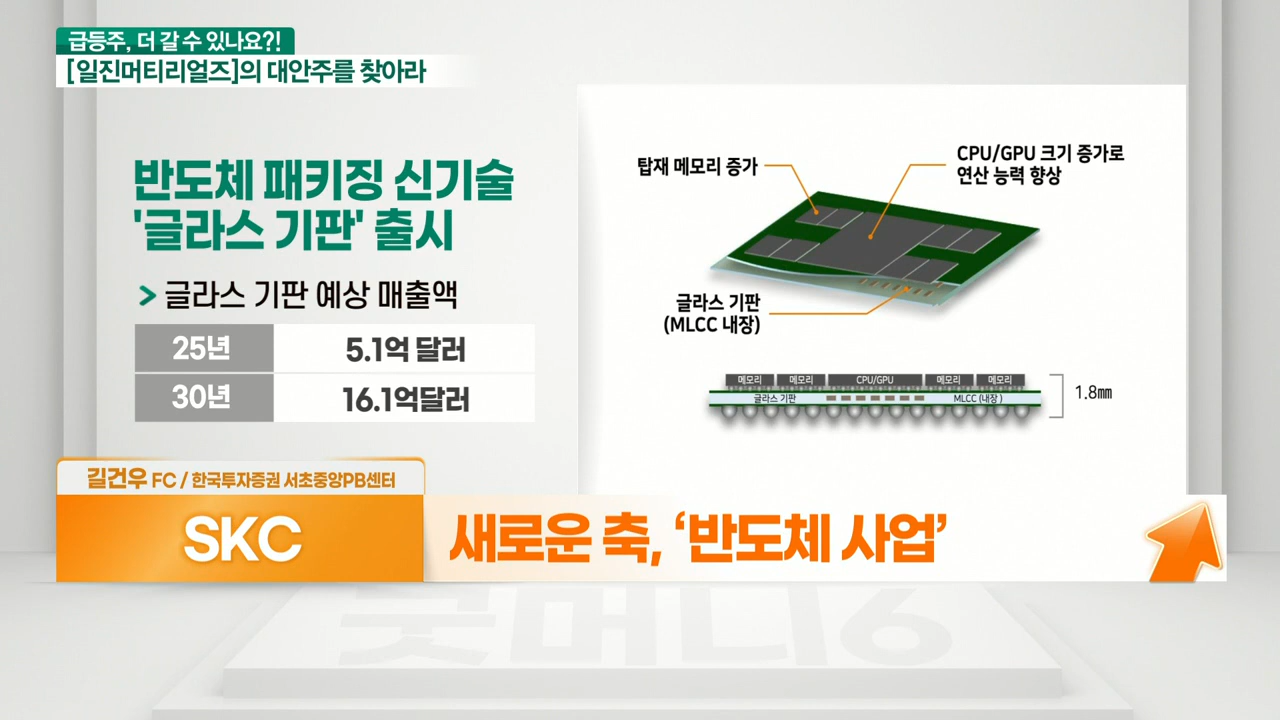 급등주, 더 갈 수 있나요?!
[일진머티리얼즈]의 대안주를 찾아라
반도체 패키징 신기술
'글라스 기판' 출시
> 글라스 기판 예상 매출액
25년 5.1억 달러
30년 16.1억달러
탑재 메모리 증가
CPU/GPU 크기 증가로
연산 능력 향상
글라스 기판
(MLCC 내장)
메모리 메모리 CPU/GPU 메모리 메모리
글라스 기판 MLCC (내장)
1.8㎜
길건우 FC / 한국투자증권 서초중앙PB센터
SKC
새로운 축, ‘반도체 사업’
굿머니6